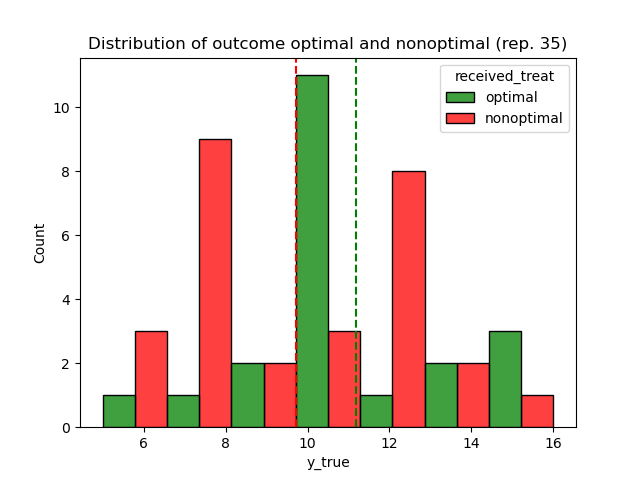 Distribution of outcome optimal and nonoptimal (rep. 35)
received_treat
optimal
nonoptimal
Count
10
8
6
4
2
0
6 8 10 12 14 16
y_true